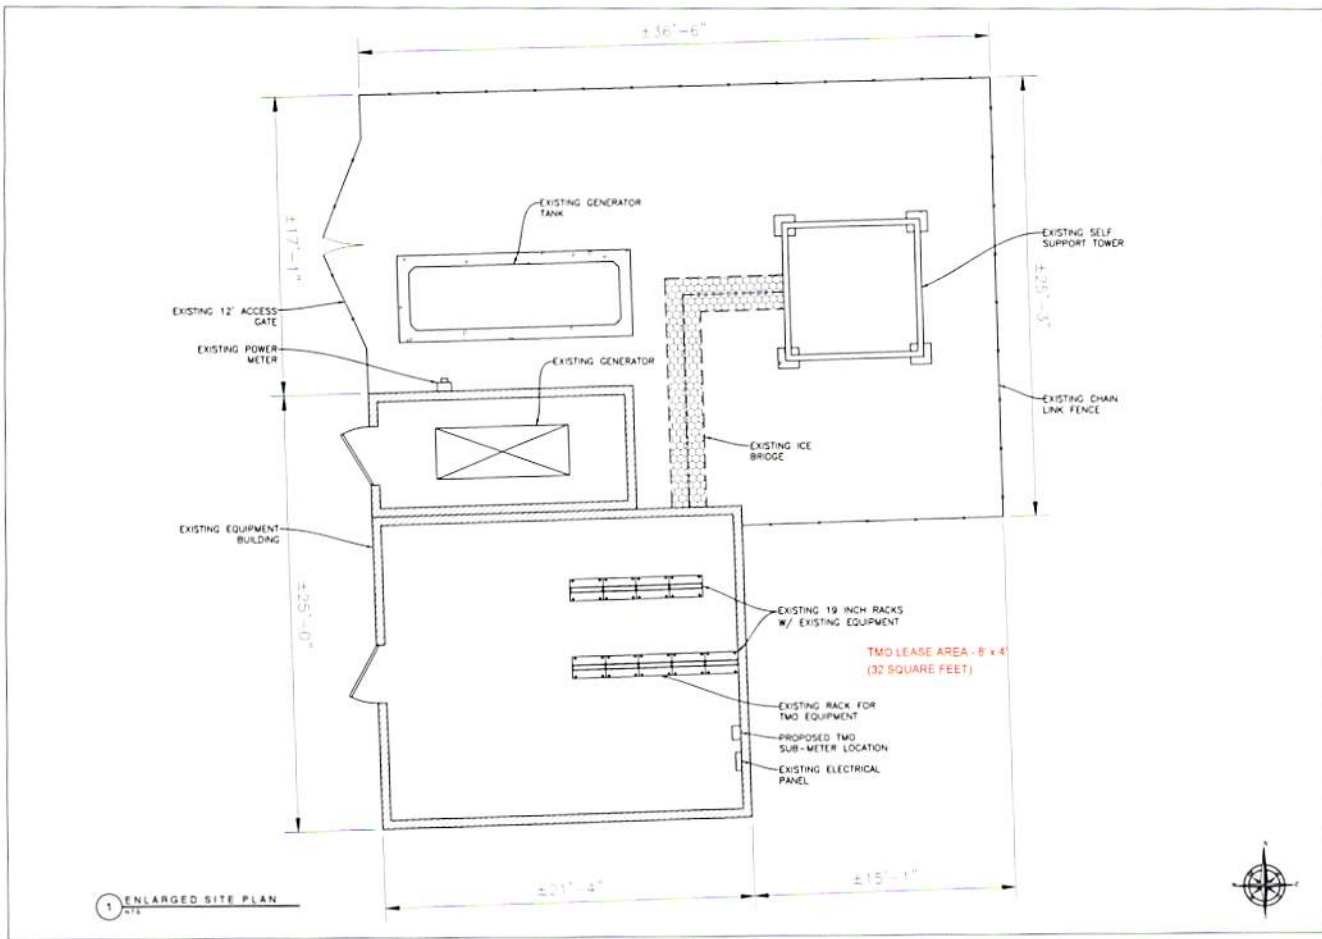 ±36'-6"
EXISTING GENERATOR
TANK
EXISTING SELF
SUPPORT TOWER
±17'-1"
±25'-3"
EXISTING 12' ACCESS
GATE
EXISTING POWER
METER
EXISTING GENERATOR
EXISTING CHAIN
LINK FENCE
EXISTING ICE
BRIDGE
EXISTING EQUIPMENT
BUILDING
±25'-0"
EXISTING 19 INCH RACKS
W/ EXISTING EQUIPMENT
TMO LEASE AREA - 8' x 4'
(32 SQUARE FEET)
EXISTING RACK FOR
TMO EQUIPMENT
PROPOSED TMO
SUB-METER LOCATION
EXISTING ELECTRICAL
PANEL
±21'-4"
±15'-1"
1 ENLARGED SITE PLAN
NTS
N